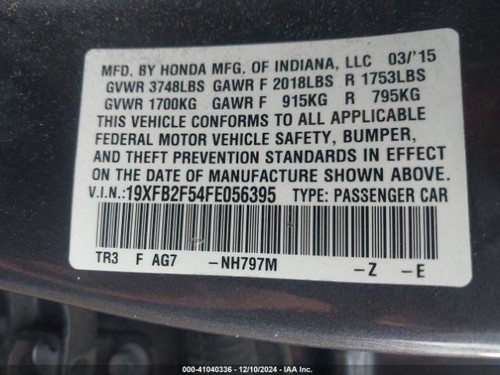 MFD. BY HONDA MFG. OF INDIANA, LLC 03/'15
GVWR 3748LBS GAWR F 2018LBS R 1753LBS
GVWR 1700KG GAWR F 915KG R 795KG
THIS VEHICLE CONFORMS TO ALL APPLICABLE
FEDERAL MOTOR VEHICLE SAFETY, BUMPER,
AND THEFT PREVENTION STANDARDS IN EFFECT
ON THE DATE OF MANUFACTURE SHOWN ABOVE.
V.I.N.: 19XFB2F54FE056395 TYPE: PASSENGER CAR
TR3 F AG7 -NH797M -Z -E
000-41040336 - 12/10/2024 - IAA Inc.